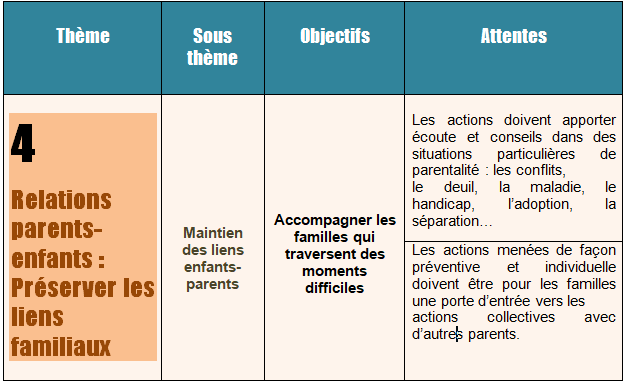 Thème
Sous
thème
Objectifs
Attentes
4
Relations
parents-
enfants :
Préserver les
liens
familiaux
Maintien
des liens
enfants-
parents
Accompagner les
familles qui
traversent des
moments
difficiles
Les actions doivent apporter
écoute et conseils dans des
situations particulières de
parentalité : les conflits,
le deuil, la maladie, le
handicap, l’adoption, la
séparation…
Les actions menées de façon
préventive et individuelle
doivent être pour les familles
une porte d’entrée vers les
actions collectives avec
d’autres parents.